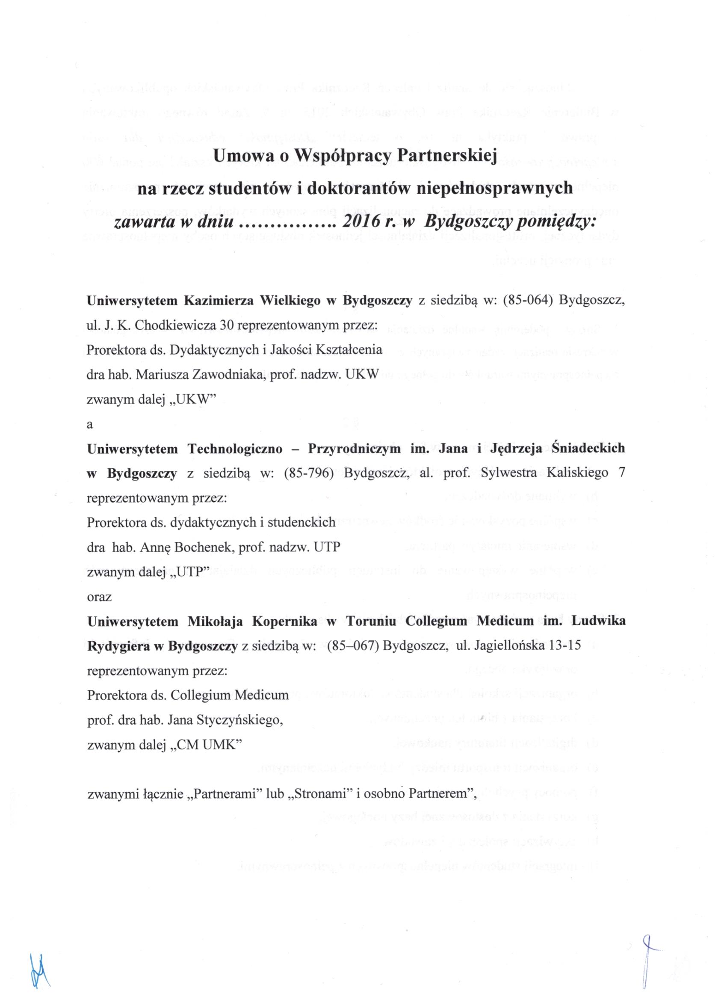 Umowa o Współpracy Partnerskiej
na rzecz studentów i doktorantów niepełnosprawnych
zawarta w dniu ................ 2016 r. w Bydgoszczy pomiędzy:
Uniwersytetem Kazimierza Wielkiego w Bydgoszczy z siedzibą w: (85-064) Bydgoszcz,
ul. J. K. Chodkiewicza 30 reprezentowanym przez:
Prorektora ds. Dydaktycznych i Jakości Kształcenia
dra hab. Mariusza Zawodniaka, prof. nadzw. UKW
zwanym dalej „UKW”
a
Uniwersytetem Technologiczno – Przyrodniczym im. Jana i Jędrzeja Śniadeckich
w Bydgoszczy z siedzibą w: (85-796) Bydgoszcz, al. prof. Sylwestra Kaliskiego 7
reprezentowanym przez:
Prorektora ds. dydaktycznych i studenckich
dra hab. Annę Bochenek, prof. nadzw. UTP
zwanym dalej „UTP”
oraz
Uniwersytetem Mikołaja Kopernika w Toruniu Collegium Medicum im. Ludwika
Rydygiera w Bydgoszczy z siedzibą w: (85–067) Bydgoszcz, ul. Jagiellońska 13-15
reprezentowanym przez:
Prorektora ds. Collegium Medicum
prof. dra hab. Jana Styczyńskiego,
zwanym dalej „CM UMK”
zwanymi łącznie „Partnerami” lub „Stronami” i osobno Partnerem”,